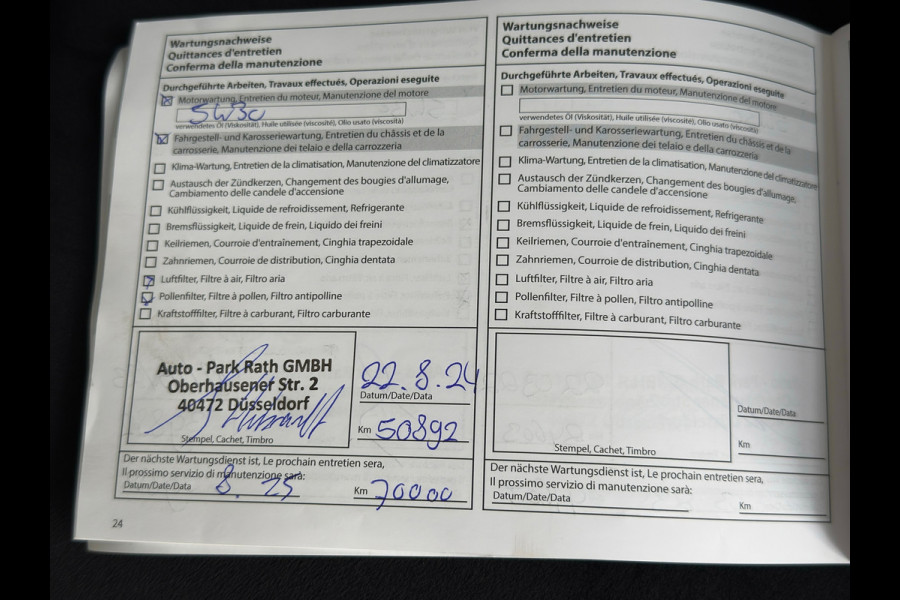 Wartungsnachweise
Quittances d'entretien
Conferma della manutenzione
Durchgeführte Arbeiten, Travaux effectués, Operazioni eseguite
Motorwartung, Entretien du moteur, Manutenzione del motore
5W30
verwendetes Öl (Viskosität), Huile utilisée (viscosité), Olio usato (viscosità)
Fahrgestell- und Karosseriewartung, Entretien du châssis et de la
carrosserie, Manutenzione dei telaio e della carrozzeria
Klima-Wartung, Entretien de la climatisation, Manutenzione del climatizzatore
Austausch der Zündkerzen, Changement des bougies d'allumage,
Cambiamento delle candele d'accensione
Kühlflüssigkeit, Liquide de refroidissement, Refrigerante
Bremsflüssigkeit, Liquide de frein, Liquido dei freini
Keilriemen, Courroie d'entraînement, Cinghia trapezoidale
Zahnriemen, Courroie de distribution, Cinghia dentata
Luftfilter, Filtre à air, Filtro aria
Pollenfilter, Filtre à pollen, Filtro antipolline
Kraftstofffilter, Filtre à carburant, Filtro carburante
Auto - Park Rath GMBH
Oberhausener Str. 2
40472 Düsseldorf
Stempel, Cachet, Timbro
22.8.24
Datum/Date/Data
Km 50892
Der nächste Wartungsdienst ist, Le prochain entretien sera,
Il prossimo servizio di manutenzione sarà:
Datum/Date/Data 8. 25
Km 70000
24
Wartungsnachweise
Quittances d'entretien
Conferma della manutenzione
Durchgeführte Arbeiten, Travaux effectués, Operazioni eseguite
Motorwartung, Entretien du moteur, Manutenzione del motore
verwendetes Öl (Viskosität), Huile utilisée (viscosité), Olio usato (viscosità)
Fahrgestell- und Karosseriewartung, Entretien du châssis et de la
carrosserie, Manutenzione dei telaio e della carrozzeria
Klima-Wartung, Entretien de la climatisation, Manutenzione del climatizzatore
Austausch der Zündkerzen, Changement des bougies d'allumage,
Cambiamento delle candele d'accensione
Kühlflüssigkeit, Liquide de refroidissement, Refrigerante
Bremsflüssigkeit, Liquide de frein, Liquido dei freini
Keilriemen, Courroie d'entraînement, Cinghia trapezoidale
Zahnriemen, Courroie de distribution, Cinghia dentata
Luftfilter, Filtre à air, Filtro aria
Pollenfilter, Filtre à pollen, Filtro antipolline
Kraftstofffilter, Filtre à carburant, Filtro carburante
Stempel, Cachet, Timbro
Datum/Date/Data
Km
Der nächste Wartungsdienst ist, Le prochain entretien sera,
Il prossimo servizio di manutenzione sarà:
Datum/Date/Data
Km